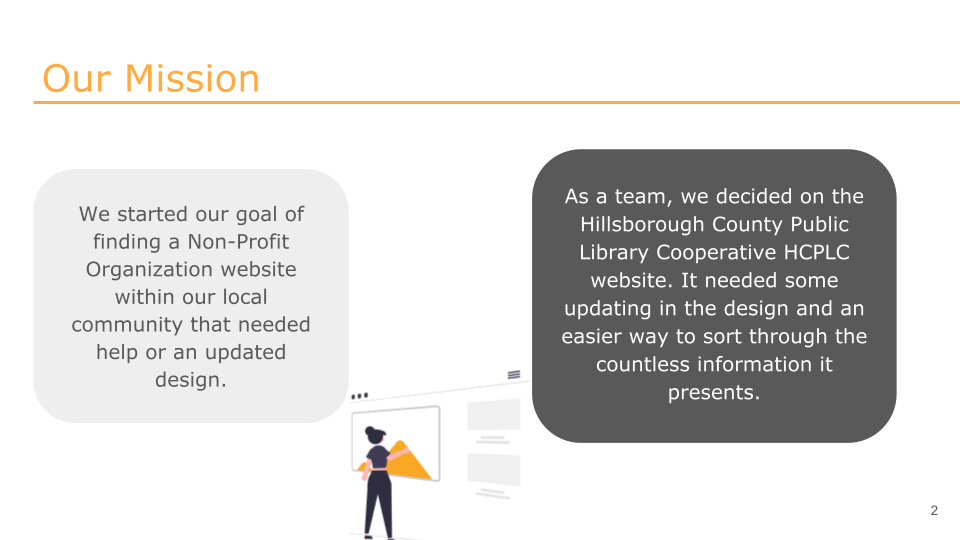 Our Mission
We started our goal of
finding a Non-Profit
Organization website
within our local
community that needed
help or an updated
design.
As a team, we decided on the
Hillsborough County Public
Library Cooperative HCPLC
website. It needed some
updating in the design and an
easier way to sort through the
countless information it
presents.
2